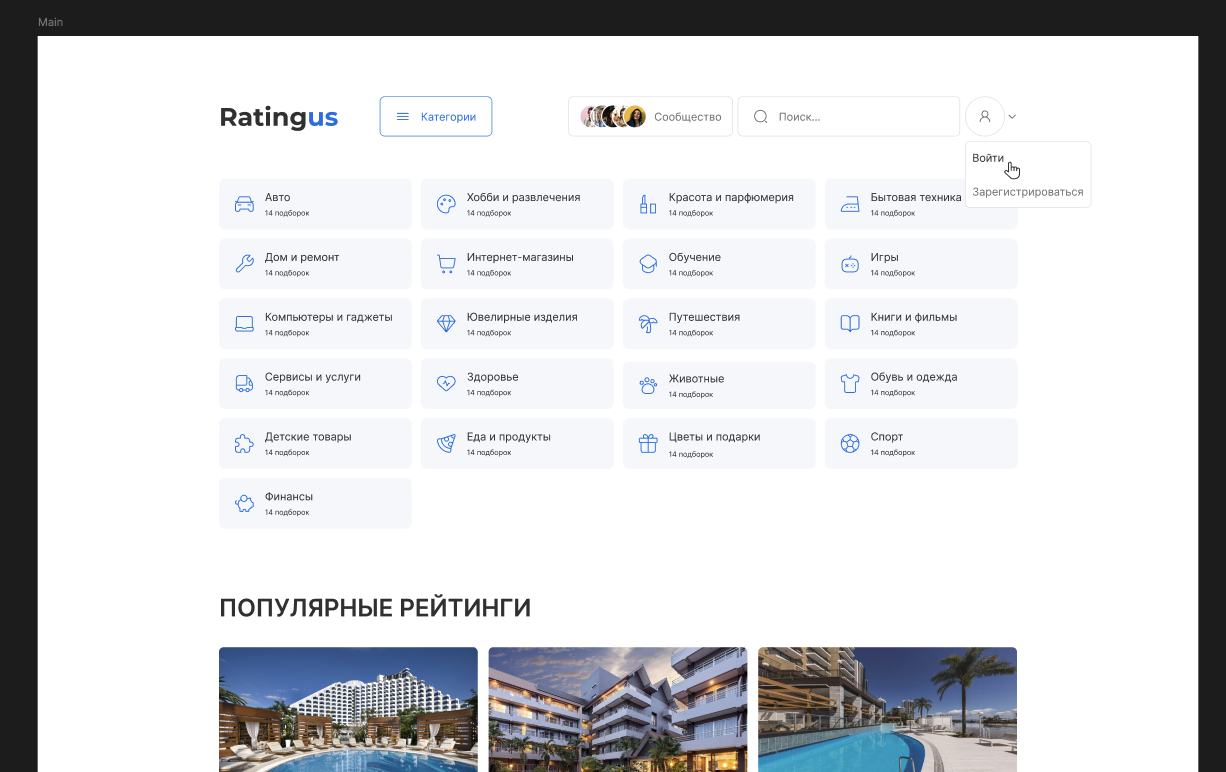 Main
Ratingus
Категории
Сообщество
Поиск...
Войти
Зарегистрироваться
Авто
14 подборок
Хобби и развлечения
14 подборок
Красота и парфюмерия
14 подборок
Бытовая техника
14 подборок
Дом и ремонт
14 подборок
Интернет-магазины
14 подборок
Обучение
14 подборок
Игры
14 подборок
Компьютеры и гаджеты
14 подборок
Ювелирные изделия
14 подборок
Путешествия
14 подборок
Книги и фильмы
14 подборок
Сервисы и услуги
14 подборок
Здоровье
14 подборок
Животные
14 подборок
Обувь и одежда
14 подборок
Детские товары
14 подборок
Еда и продукты
14 подборок
Цветы и подарки
14 подборок
Спорт
14 подборок
Финансы
14 подборок
ПОПУЛЯРНЫЕ РЕЙТИНГИ